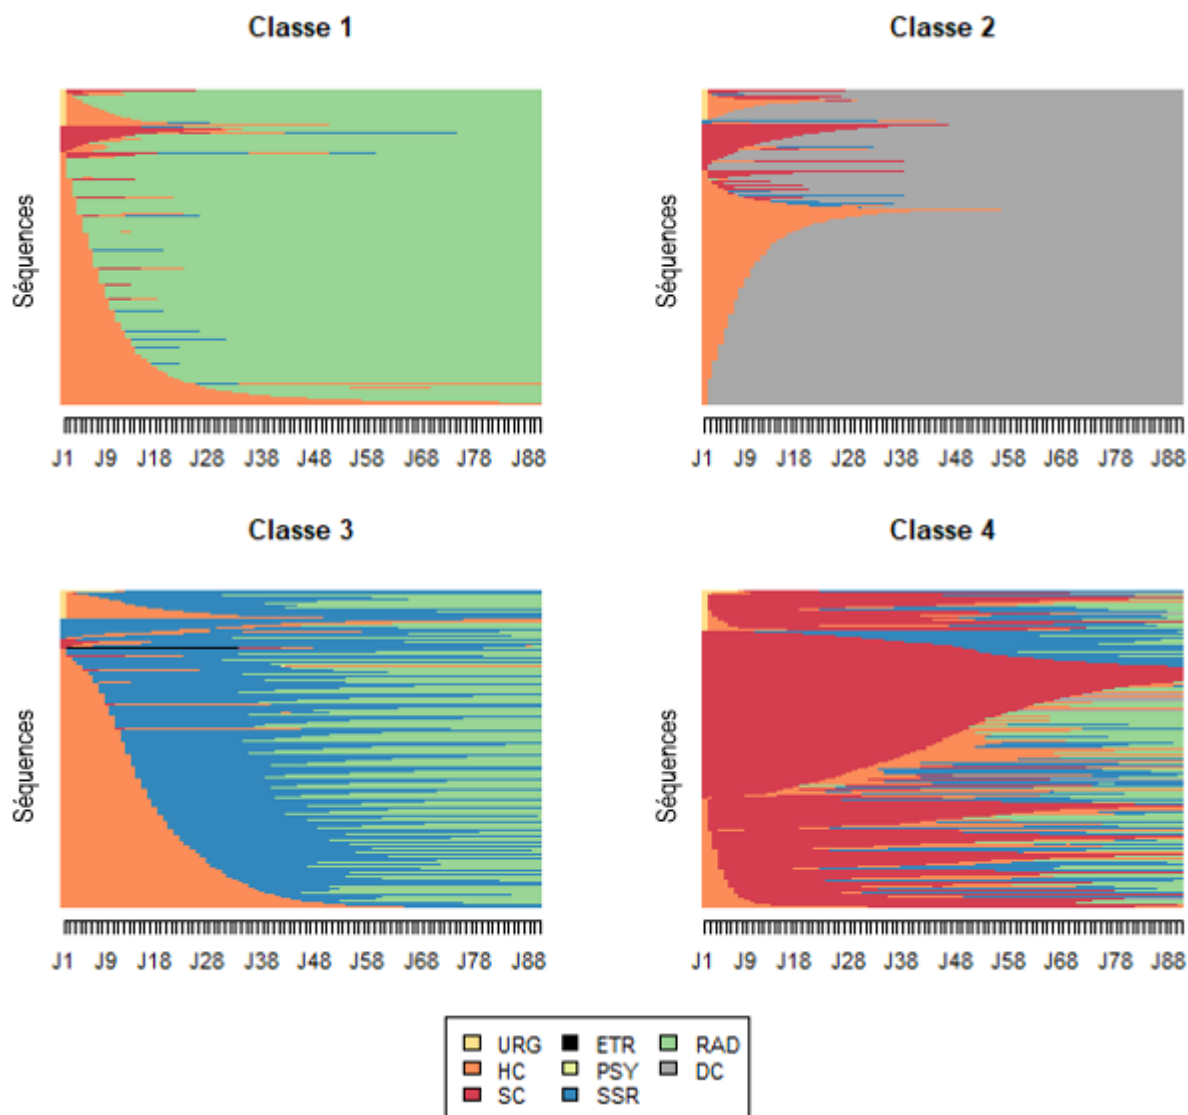 Classe 1
Classe 2
Séquences
Séquences
J1 J9 J18 J28 J38 J48 J58 J68 J78 J88
J1 J9 J18 J28 J38 J48 J58 J68 J78 J88
Classe 3
Classe 4
Séquences
Séquences
J1 J9 J18 J28 J38 J48 J58 J68 J78 J88
J1 J9 J18 J28 J38 J48 J58 J68 J78 J88
URG ETR RAD
HC PSY DC
SC SSR